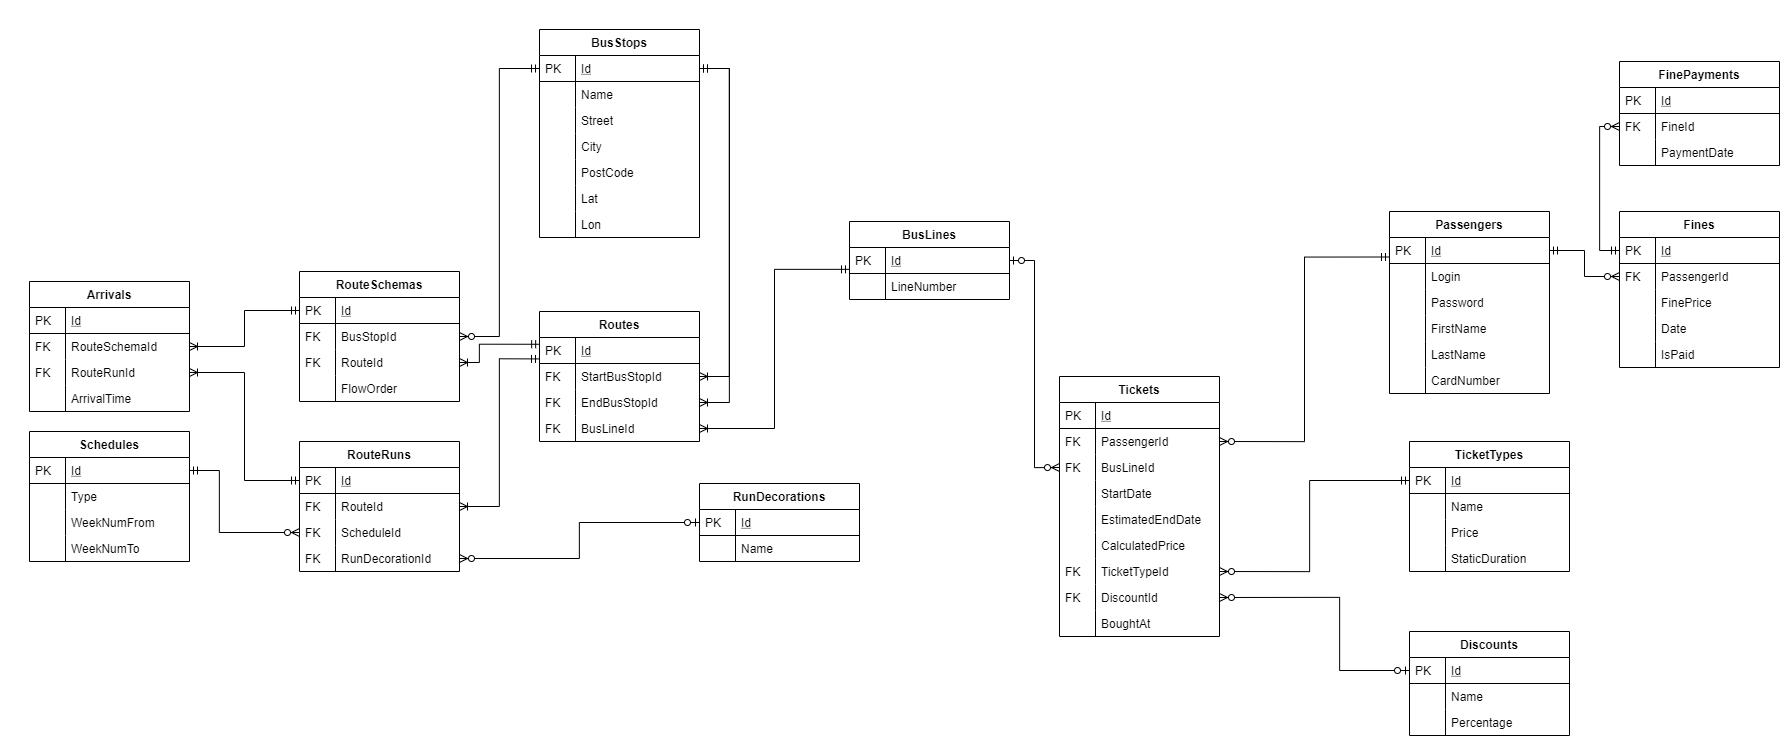 BusStops
PK Id
Name
Street
City
PostCode
Lat
Lon
FinePayments
PK Id
FK FineId
PaymentDate
Passengers
PK Id
Login
Password
FirstName
LastName
CardNumber
Fines
PK Id
FK PassengerId
FinePrice
Date
IsPaid
BusLines
PK Id
LineNumber
Arrivals
PK Id
FK RouteSchemaId
FK RouteRunId
ArrivalTime
RouteSchemas
PK Id
FK BusStopId
FK RouteId
FlowOrder
Routes
PK Id
FK StartBusStopId
FK EndBusStopId
FK BusLineId
Schedules
PK Id
Type
WeekNumFrom
WeekNumTo
RouteRuns
PK Id
FK RouteId
FK ScheduleId
FK RunDecorationId
RunDecorations
PK Id
Name
Tickets
PK Id
FK PassengerId
FK BusLineId
StartDate
EstimatedEndDate
CalculatedPrice
FK TicketTypeId
FK DiscountId
BoughtAt
TicketTypes
PK Id
Name
Price
StaticDuration
Discounts
PK Id
Name
Percentage